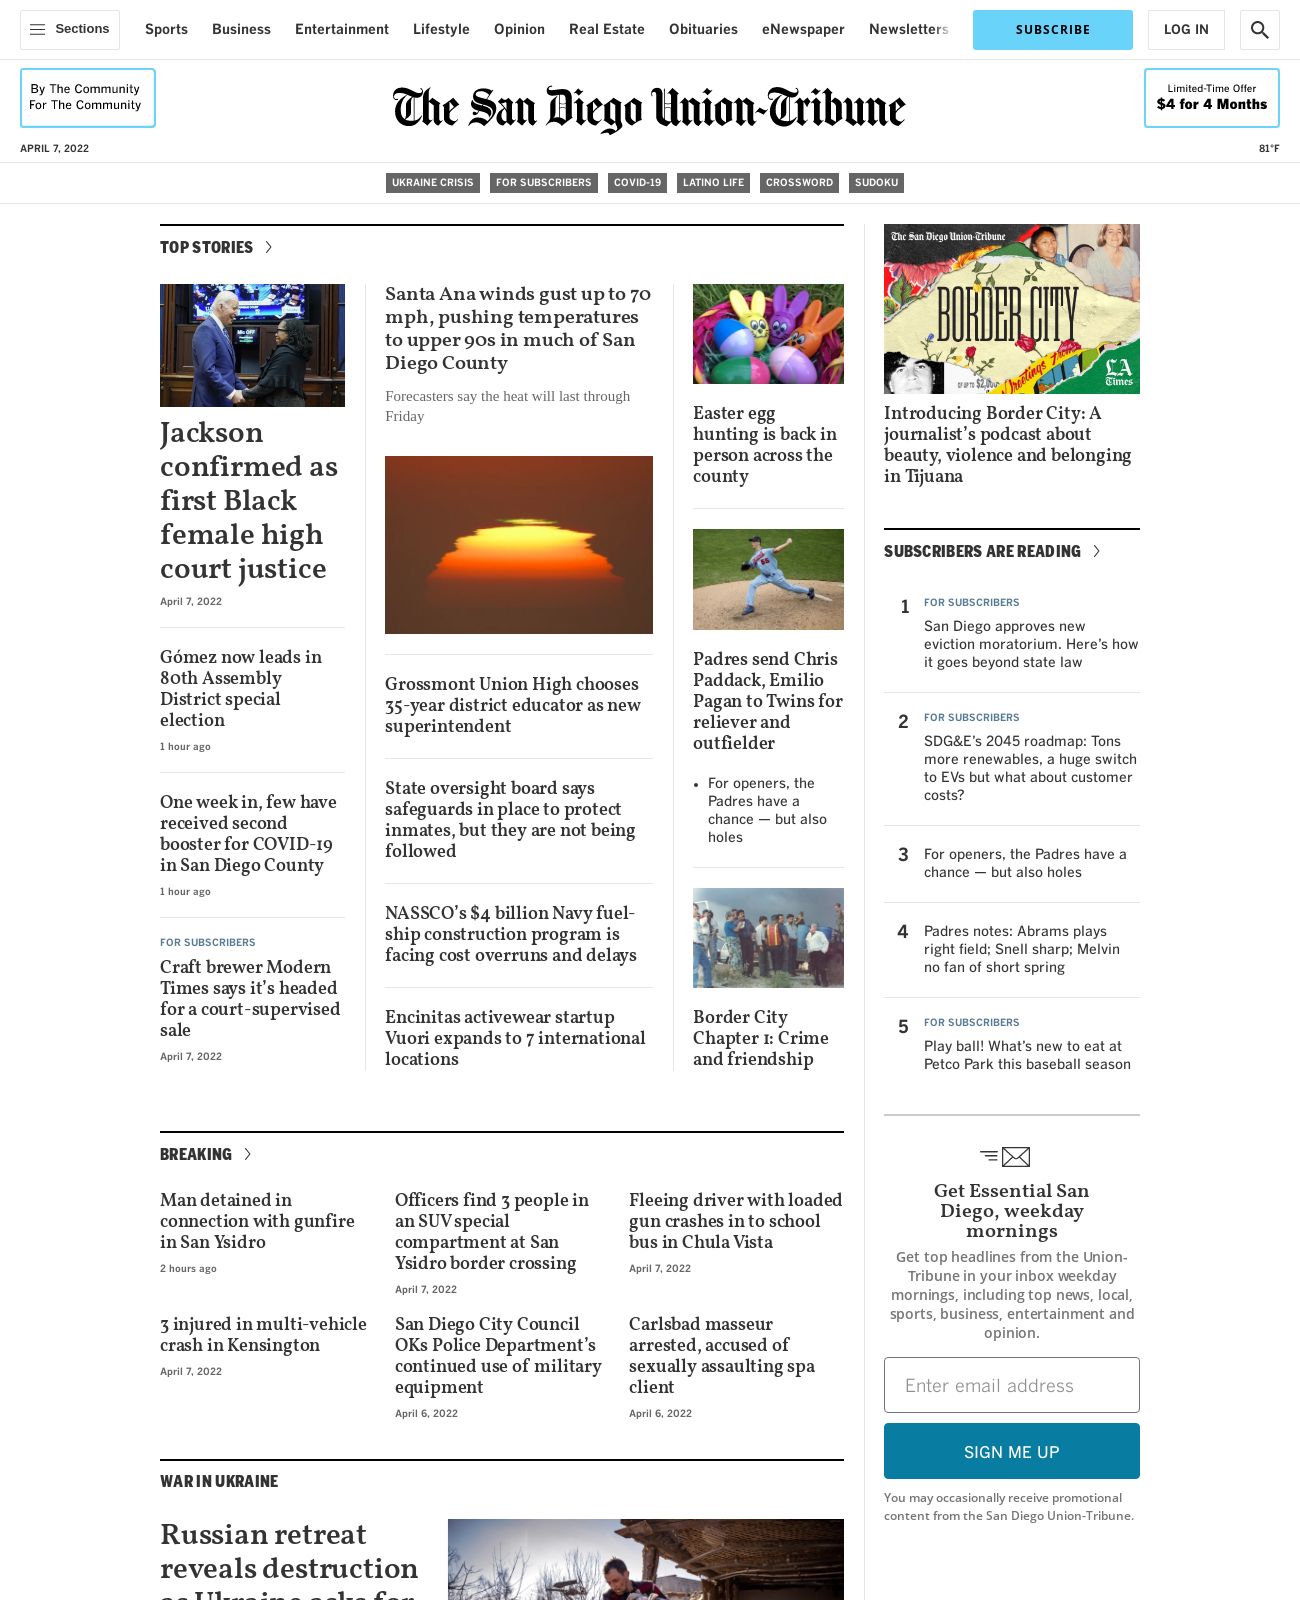 Sections
Sports Business Entertainment Lifestyle Opinion Real Estate Obituaries eNewspaper Newsletters
SUBSCRIBE
LOG IN
By The Community
For The Community
The San Diego Union-Tribune
Limited-Time Offer
$4 for 4 Months
APRIL 7, 2022
81°F
UKRAINE CRISIS FOR SUBSCRIBERS COVID-19 LATINO LIFE CROSSWORD SUDOKU
TOP STORIES
Jackson
confirmed as
first Black
female high
court justice
April 7, 2022
Gómez now leads in
80th Assembly
District special
election
1 hour ago
One week in, few have
received second
booster for COVID-19
in San Diego County
1 hour ago
FOR SUBSCRIBERS
Craft brewer Modern
Times says it's headed
for a court-supervised
sale
April 7, 2022
Santa Ana winds gust up to 70
mph, pushing temperatures
to upper 90s in much of San
Diego County
Forecasters say the heat will last through
Friday
Grossmont Union High chooses
35-year district educator as new
superintendent
State oversight board says
safeguards in place to protect
inmates, but they are not being
followed
NASSCO's $4 billion Navy fuel-
ship construction program is
facing cost overruns and delays
Encinitas activewear startup
Vuori expands to 7 international
locations
Easter egg
hunting is back in
person across the
county
Padres send Chris
Paddack, Emilio
Pagan to Twins for
reliever and
outfielder
• For openers, the
Padres have a
chance — but also
holes
Border City
Chapter 1: Crime
and friendship
The San Diego Union-Tribune
BORDER CITY
Greetings from
LA
Times
Introducing Border City: A
journalist's podcast about
beauty, violence and belonging
in Tijuana
SUBSCRIBERS ARE READING
1
FOR SUBSCRIBERS
San Diego approves new
eviction moratorium. Here's how
it goes beyond state law
2
FOR SUBSCRIBERS
SDG&E's 2045 roadmap: Tons
more renewables, a huge switch
to EVs but what about customer
costs?
3
For openers, the Padres have a
chance — but also holes
4
Padres notes: Abrams plays
right field; Snell sharp; Melvin
no fan of short spring
5
FOR SUBSCRIBERS
Play ball! What's new to eat at
Petco Park this baseball season
BREAKING
Man detained in
connection with gunfire
in San Ysidro
2 hours ago
Officers find 3 people in
an SUV special
compartment at San
Ysidro border crossing
April 7, 2022
Fleeing driver with loaded
gun crashes in to school
bus in Chula Vista
April 7, 2022
3 injured in multi-vehicle
crash in Kensington
April 7, 2022
San Diego City Council
OKs Police Department's
continued use of military
equipment
April 6, 2022
Carlsbad masseur
arrested, accused of
sexually assaulting spa
client
April 6, 2022
Get Essential San
Diego, weekday
mornings
Get top headlines from the Union-
Tribune in your inbox weekday
mornings, including top news, local,
sports, business, entertainment and
opinion.
Enter email address
SIGN ME UP
You may occasionally receive promotional
content from the San Diego Union-Tribune.
WAR IN UKRAINE
Russian retreat
reveals destruction
as Ukraine asks for